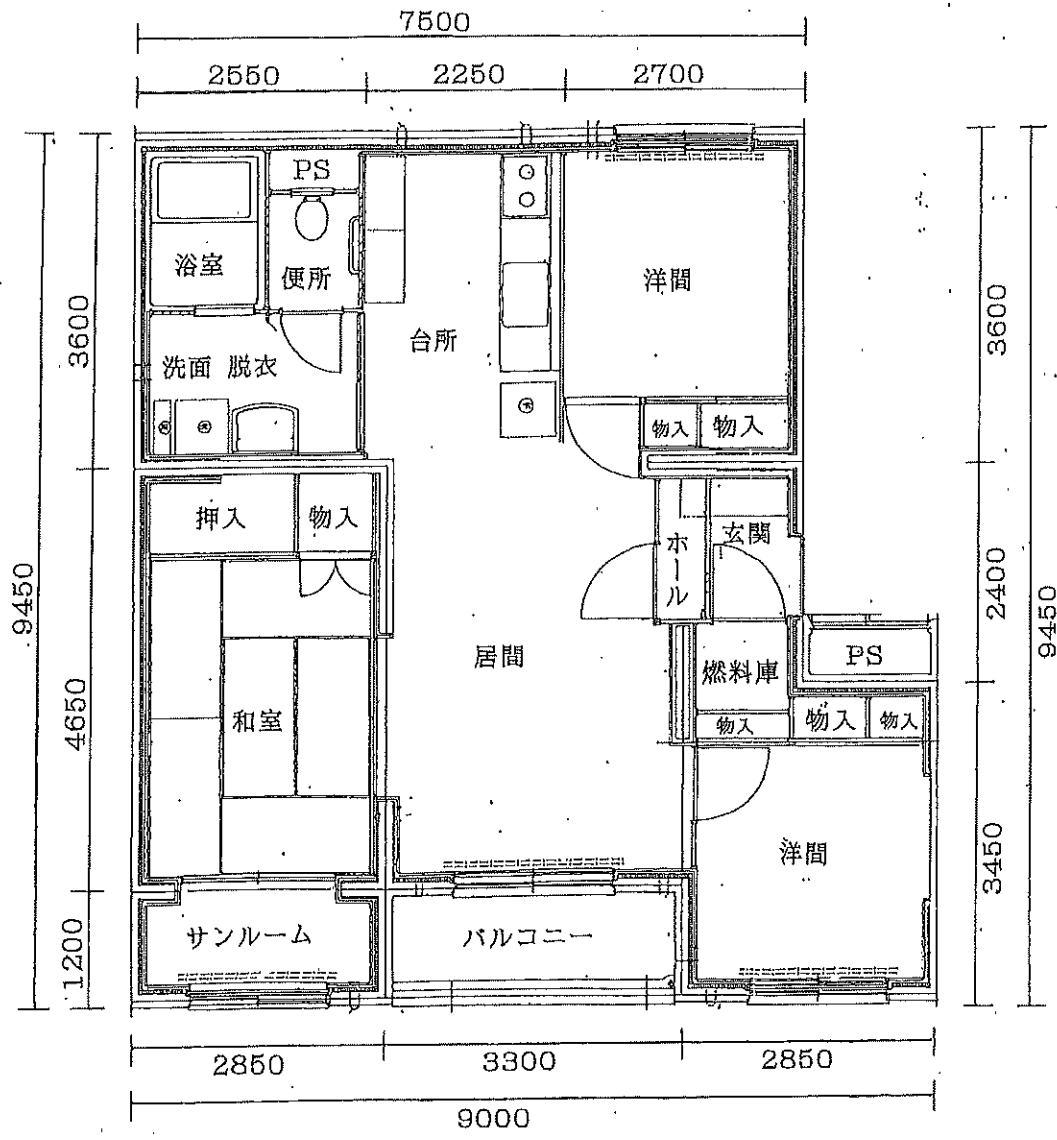 7500
2550 2250 2700
PS
浴室
便所
洋間
台所
3600
3600
洗面 脱衣
物入
物入
押入
物入
ホール
玄関
9450
2400
9450
居間
燃料庫
PS
4650
和室
物入
物入
物入
洋間
3450
サンルーム
バルコニー
1200
2850 3300 2850
9000